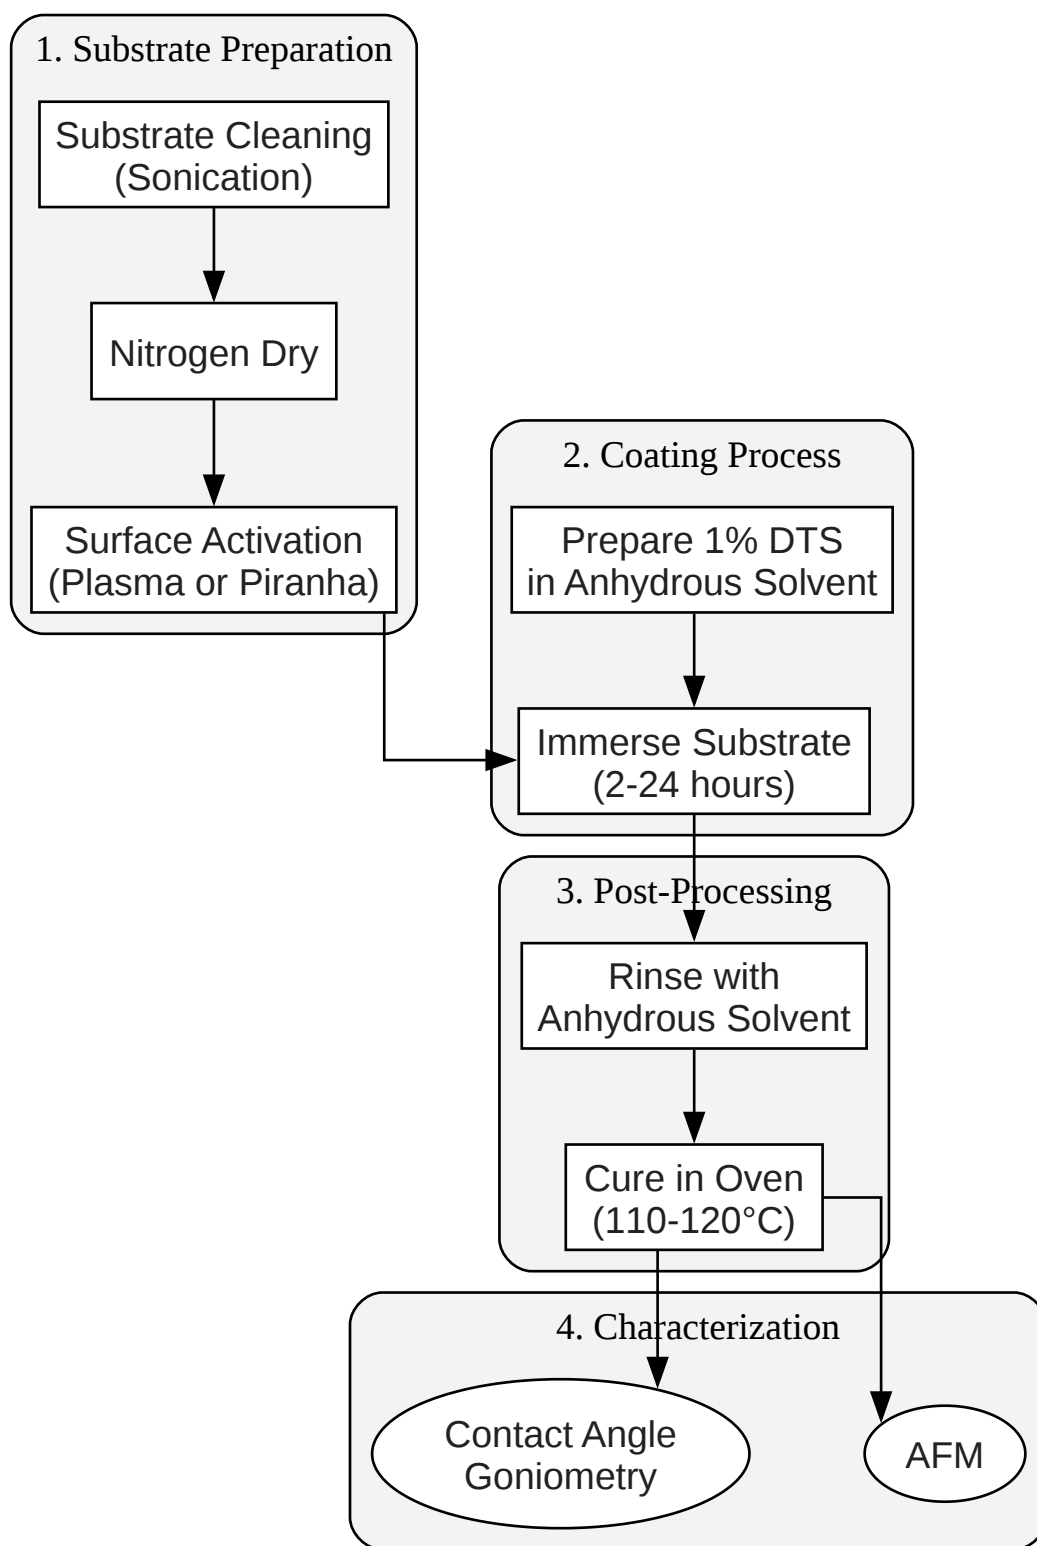 1. Substrate Preparation
Substrate Cleaning
(Sonication)
Nitrogen Dry
Surface Activation
(Plasma or Piranha)
2. Coating Process
Prepare 1% DTS
in Anhydrous Solvent
Immerse Substrate
(2-24 hours)
3. Post-Processing
Rinse with
Anhydrous Solvent
Cure in Oven
(110-120°C)
4. Characterization
Contact Angle
Goniometry
AFM